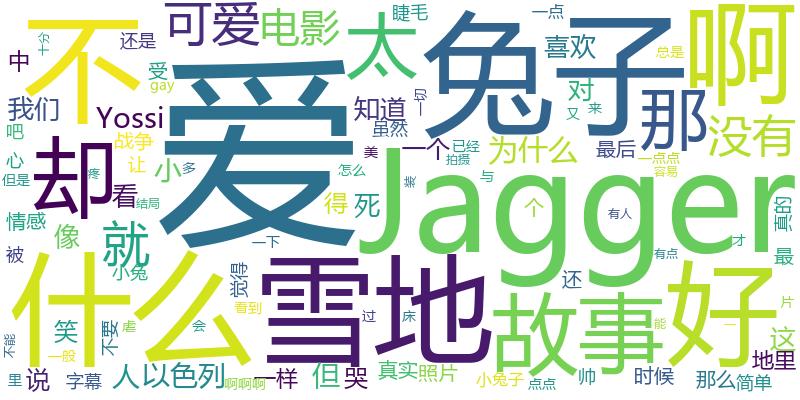 不
可爱
电影
太
睫毛
一点
兔子
啊
十分
还是
受
gay
喜欢
总是
中
我们
Yossi
爱
知道
一切
对
又
来
那
没有
吧
心
但是
战争
疼
让
却
小
多
虽然
一个
美
已经
拍摄
为什么
最后
一点点
容易
看
怎么
情感
结局
得
死
装
与
Jagger
个
有人
真的
像
就
被
小兔
一下
觉得
雪地
还
故事
有点
才
好
最
什么
笑
不要
虐
会
看到
过
床
能
一
片
这
不能
一般
地里
里
说
字幕
人以色列
啊啊啊
一样
但
哭
真实
照片
小兔子
点点
帅
时候
那么
简单